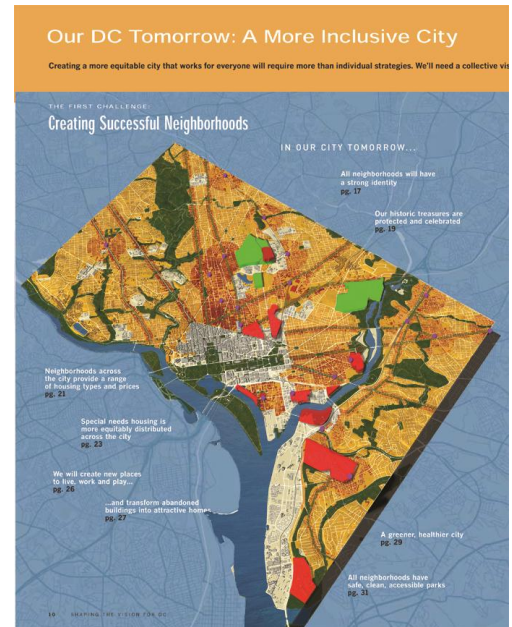 Our DC Tomorrow: A More Inclusive City
Creating a more equitable city that works for everyone will require more than individual strategies. We'll need a collective vis
THE FIRST CHALLENGE:
Creating Successful Neighborhoods
IN OUR CITY TOMORROW...
All neighborhoods will have
a strong identity
pg. 17
Our historic treasures are
protected and celebrated
pg. 19
Neighborhoods across
the city provide a range
of housing types and prices
pg. 21
Special needs housing is
more equitably distributed
across the city
pg. 23
We will create new places
to live, work and play...
pg. 26
...and transform abandoned
buildings into attractive homes
pg. 27
A greener, healthier city
pg. 29
All neighborhoods have
safe, clean, accessible parks
pg. 31
SHAPING THE VISION FOR DC